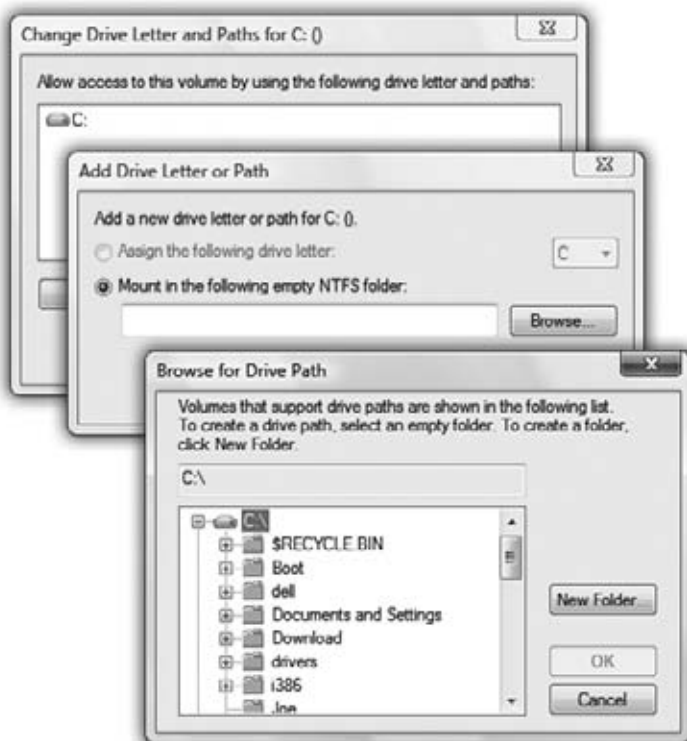 Change Drive Letter and Paths for C: ()
Allow access to this volume by using the following drive letter and paths:
C:
Add Drive Letter or Path
Add a new drive letter or path for C: ().
Assign the following drive letter:
C
Mount in the following empty NTFS folder:
Browse...
Browse for Drive Path
Volumes that support drive paths are shown in the following list.
To create a drive path, select an empty folder. To create a folder,
click New Folder.
C:\
C:\
$RECYCLE.BIN
Boot
dell
Documents and Settings
Download
drivers
i386
Joe
New Folder...
OK
Cancel